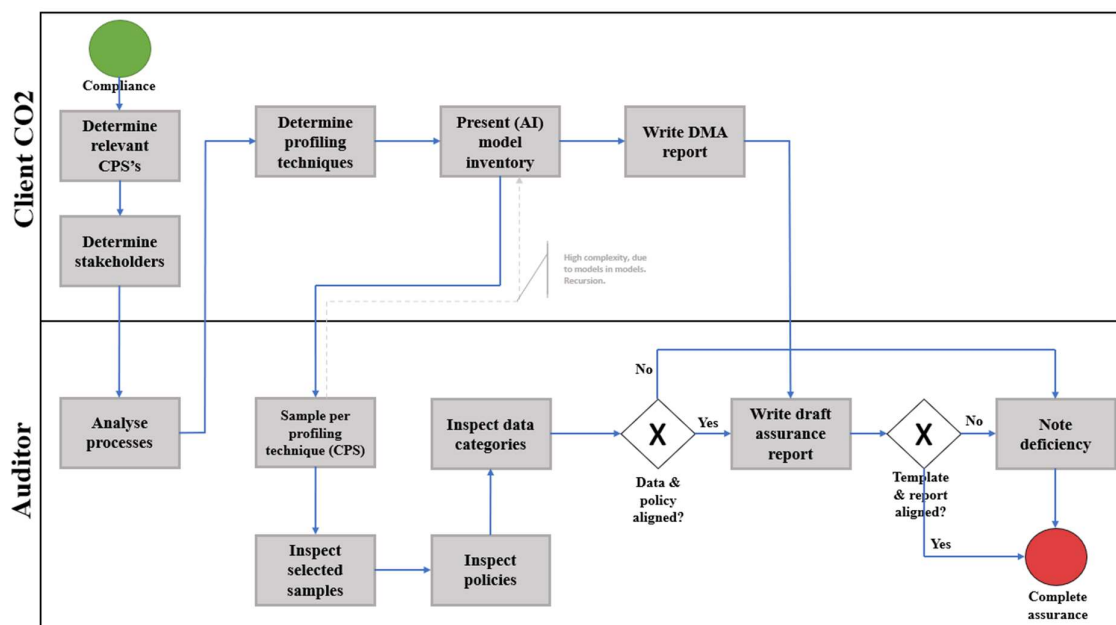 Client CO2
Compliance
Determine
relevant
CPS's
Determine
stakeholders
Determine
profiling
techniques
Present (AI)
model
inventory
Write DMA
report
High complexity, due
to models in models.
Recursion.
Auditor
Analyse
processes
Sample per
profiling
technique (CPS)
Inspect
selected
samples
Inspect
policies
Inspect data
categories
No
X
Yes
Data &
policy
aligned?
Write draft
assurance
report
X
No
Template
& report
aligned?
Yes
Note
deficiency
Complete
assurance